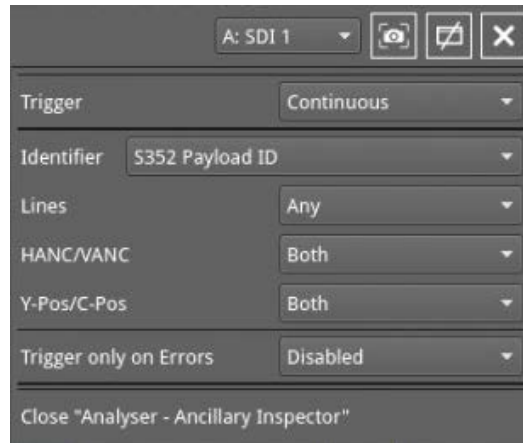 A: SDI 1
Trigger Continuous
Identifier S352 Payload ID
Lines Any
HANC/VANC Both
Y-Pos/C-Pos Both
Trigger only on Errors Disabled
Close "Analyser - Ancillary Inspector"